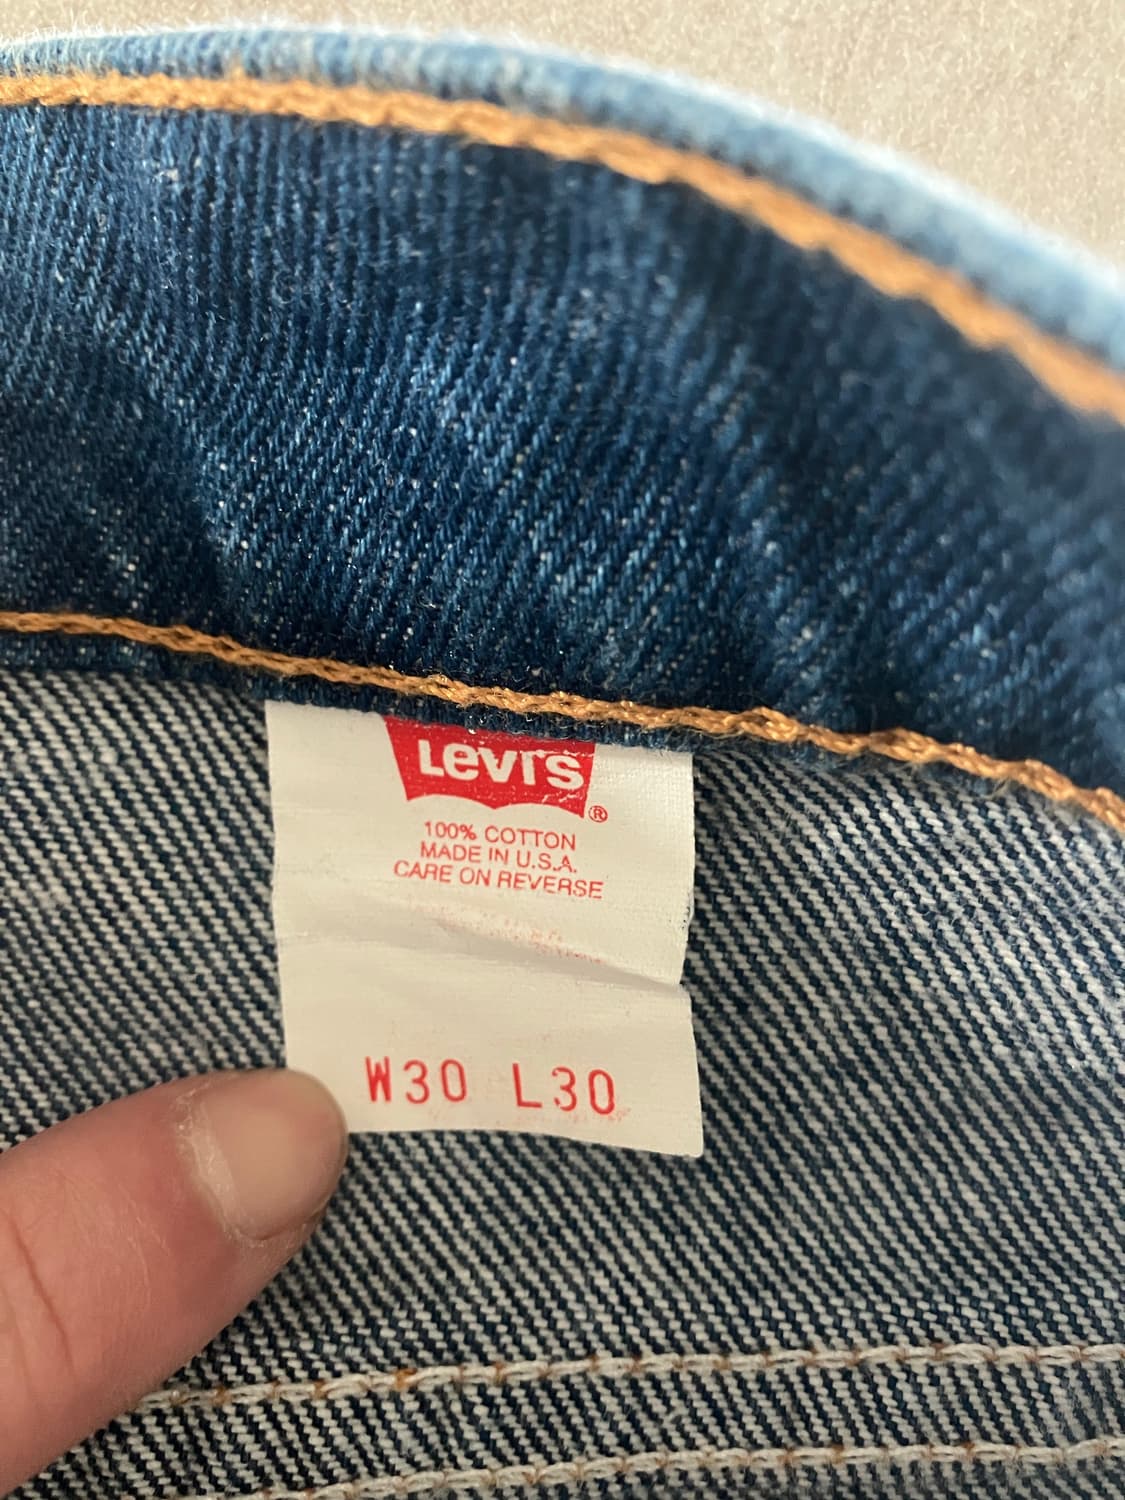 Levi's ®
100% COTTON
MADE IN U.S.A.
CARE ON REVERSE
W30 L30